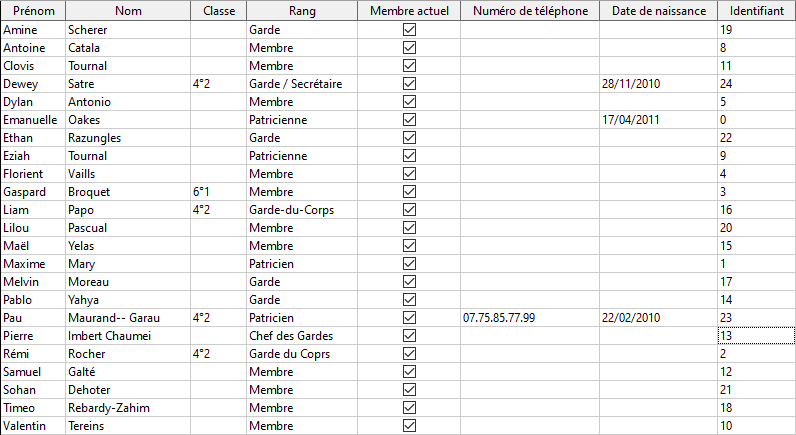 Prénom Nom Classe Rang Membre actuel Numéro de téléphone Date de naissance Identifiant
Amine Scherer Garde 19
Antoine Catala Membre 8
Clovis Tournal Membre 11
Dewey Satre 4°2 Garde / Secrétaire 28/11/2010 24
Dylan Antonio Membre 5
Emanuelle Oakes Patricienne 17/04/2011 0
Ethan Razungles Garde 22
Eziah Tournal Patricienne 9
Florient Vaills Membre 4
Gaspard Broquet 6°1 Membre 3
Liam Papo 4°2 Garde-du-Corps 16
Lilou Pascual Membre 20
Maël Yelas Membre 15
Maxime Mary Patricien 1
Melvin Moreau Garde 17
Pablo Yahya Garde 14
Pau Maurand-- Garau 4°2 Patricien 07.75.85.77.99 22/02/2010 23
Pierre Imbert Chaumei Chef des Gardes 13
Rémi Rocher 4°2 Garde du Coprs 2
Samuel Galté Membre 12
Sohan Dehoter Membre 21
Timeo Rebardy-Zahim Membre 18
Valentin Tereins Membre 10